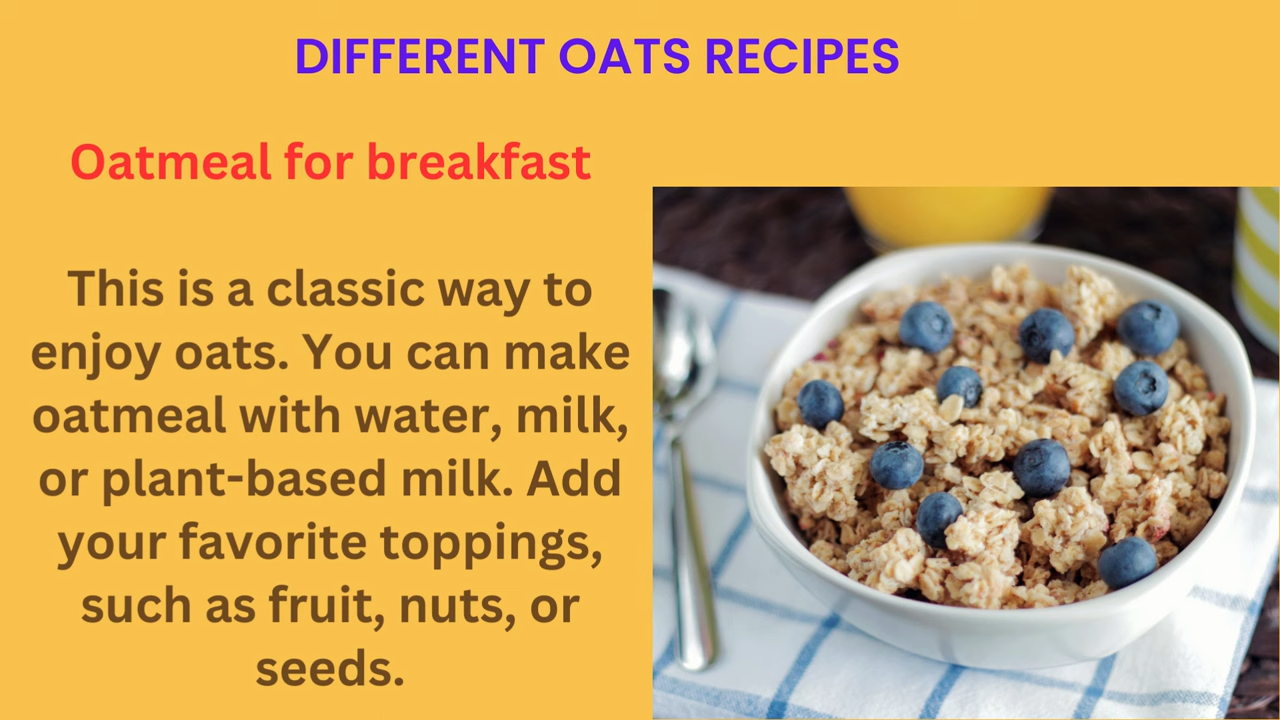 DIFFERENT OATS RECIPES
Oatmeal for breakfast
This is a classic way to
enjoy oats. You can make
oatmeal with water, milk,
or plant-based milk. Add
your favorite toppings,
such as fruit, nuts, or
seeds.